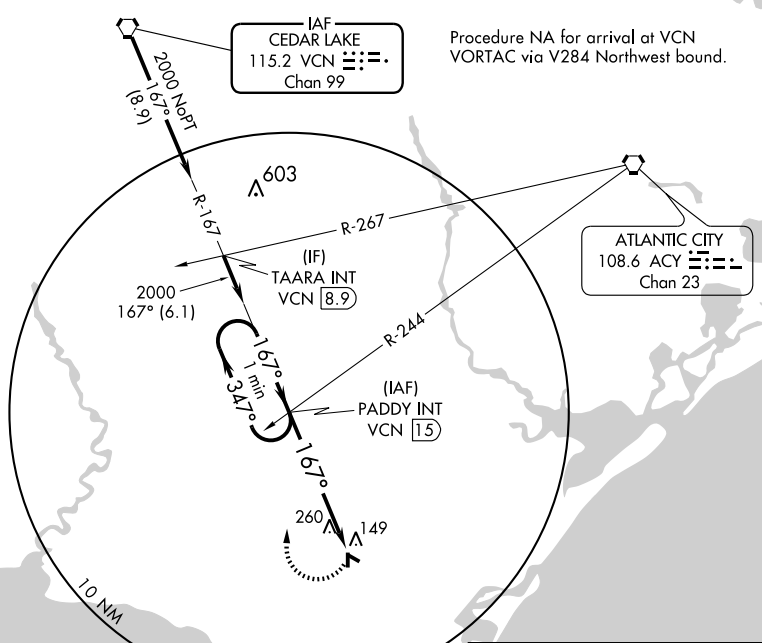 IAF
CEDAR LAKE
115.2 VCN
Chan 99
Procedure NA for arrival at VCN
VORTAC via V284 Northwest bound.
2000 NoPT
167°
(8.9)
R-167
603
R-267
ATLANTIC CITY
108.6 ACY
Chan 23
(IF)
TAARA INT
VCN 8.9
2000
167° (6.1)
R-244
167°
1 min
347°
(IAF)
PADDY INT
VCN 15
167°
260
149
10 NM